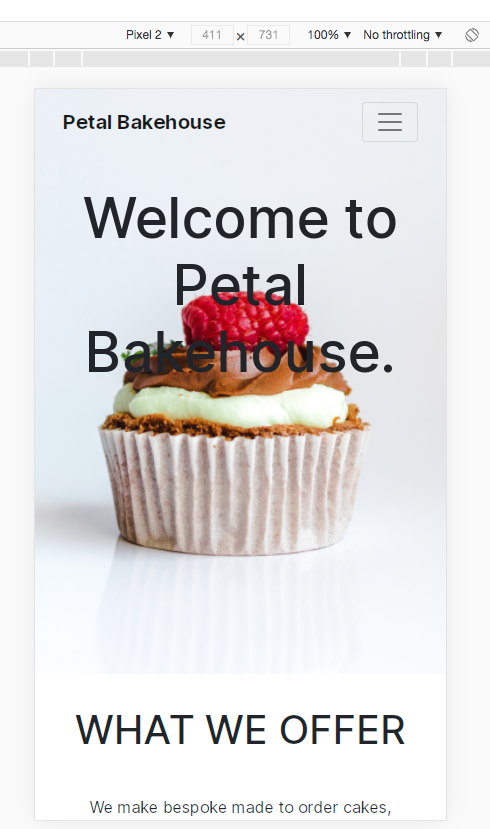 Pixel 2 ▼ 411 × 731 100% ▼ No throttling ▼
Petal Bakehouse
Welcome to
Petal
Bakehouse.
WHAT WE OFFER
We make bespoke made to order cakes,